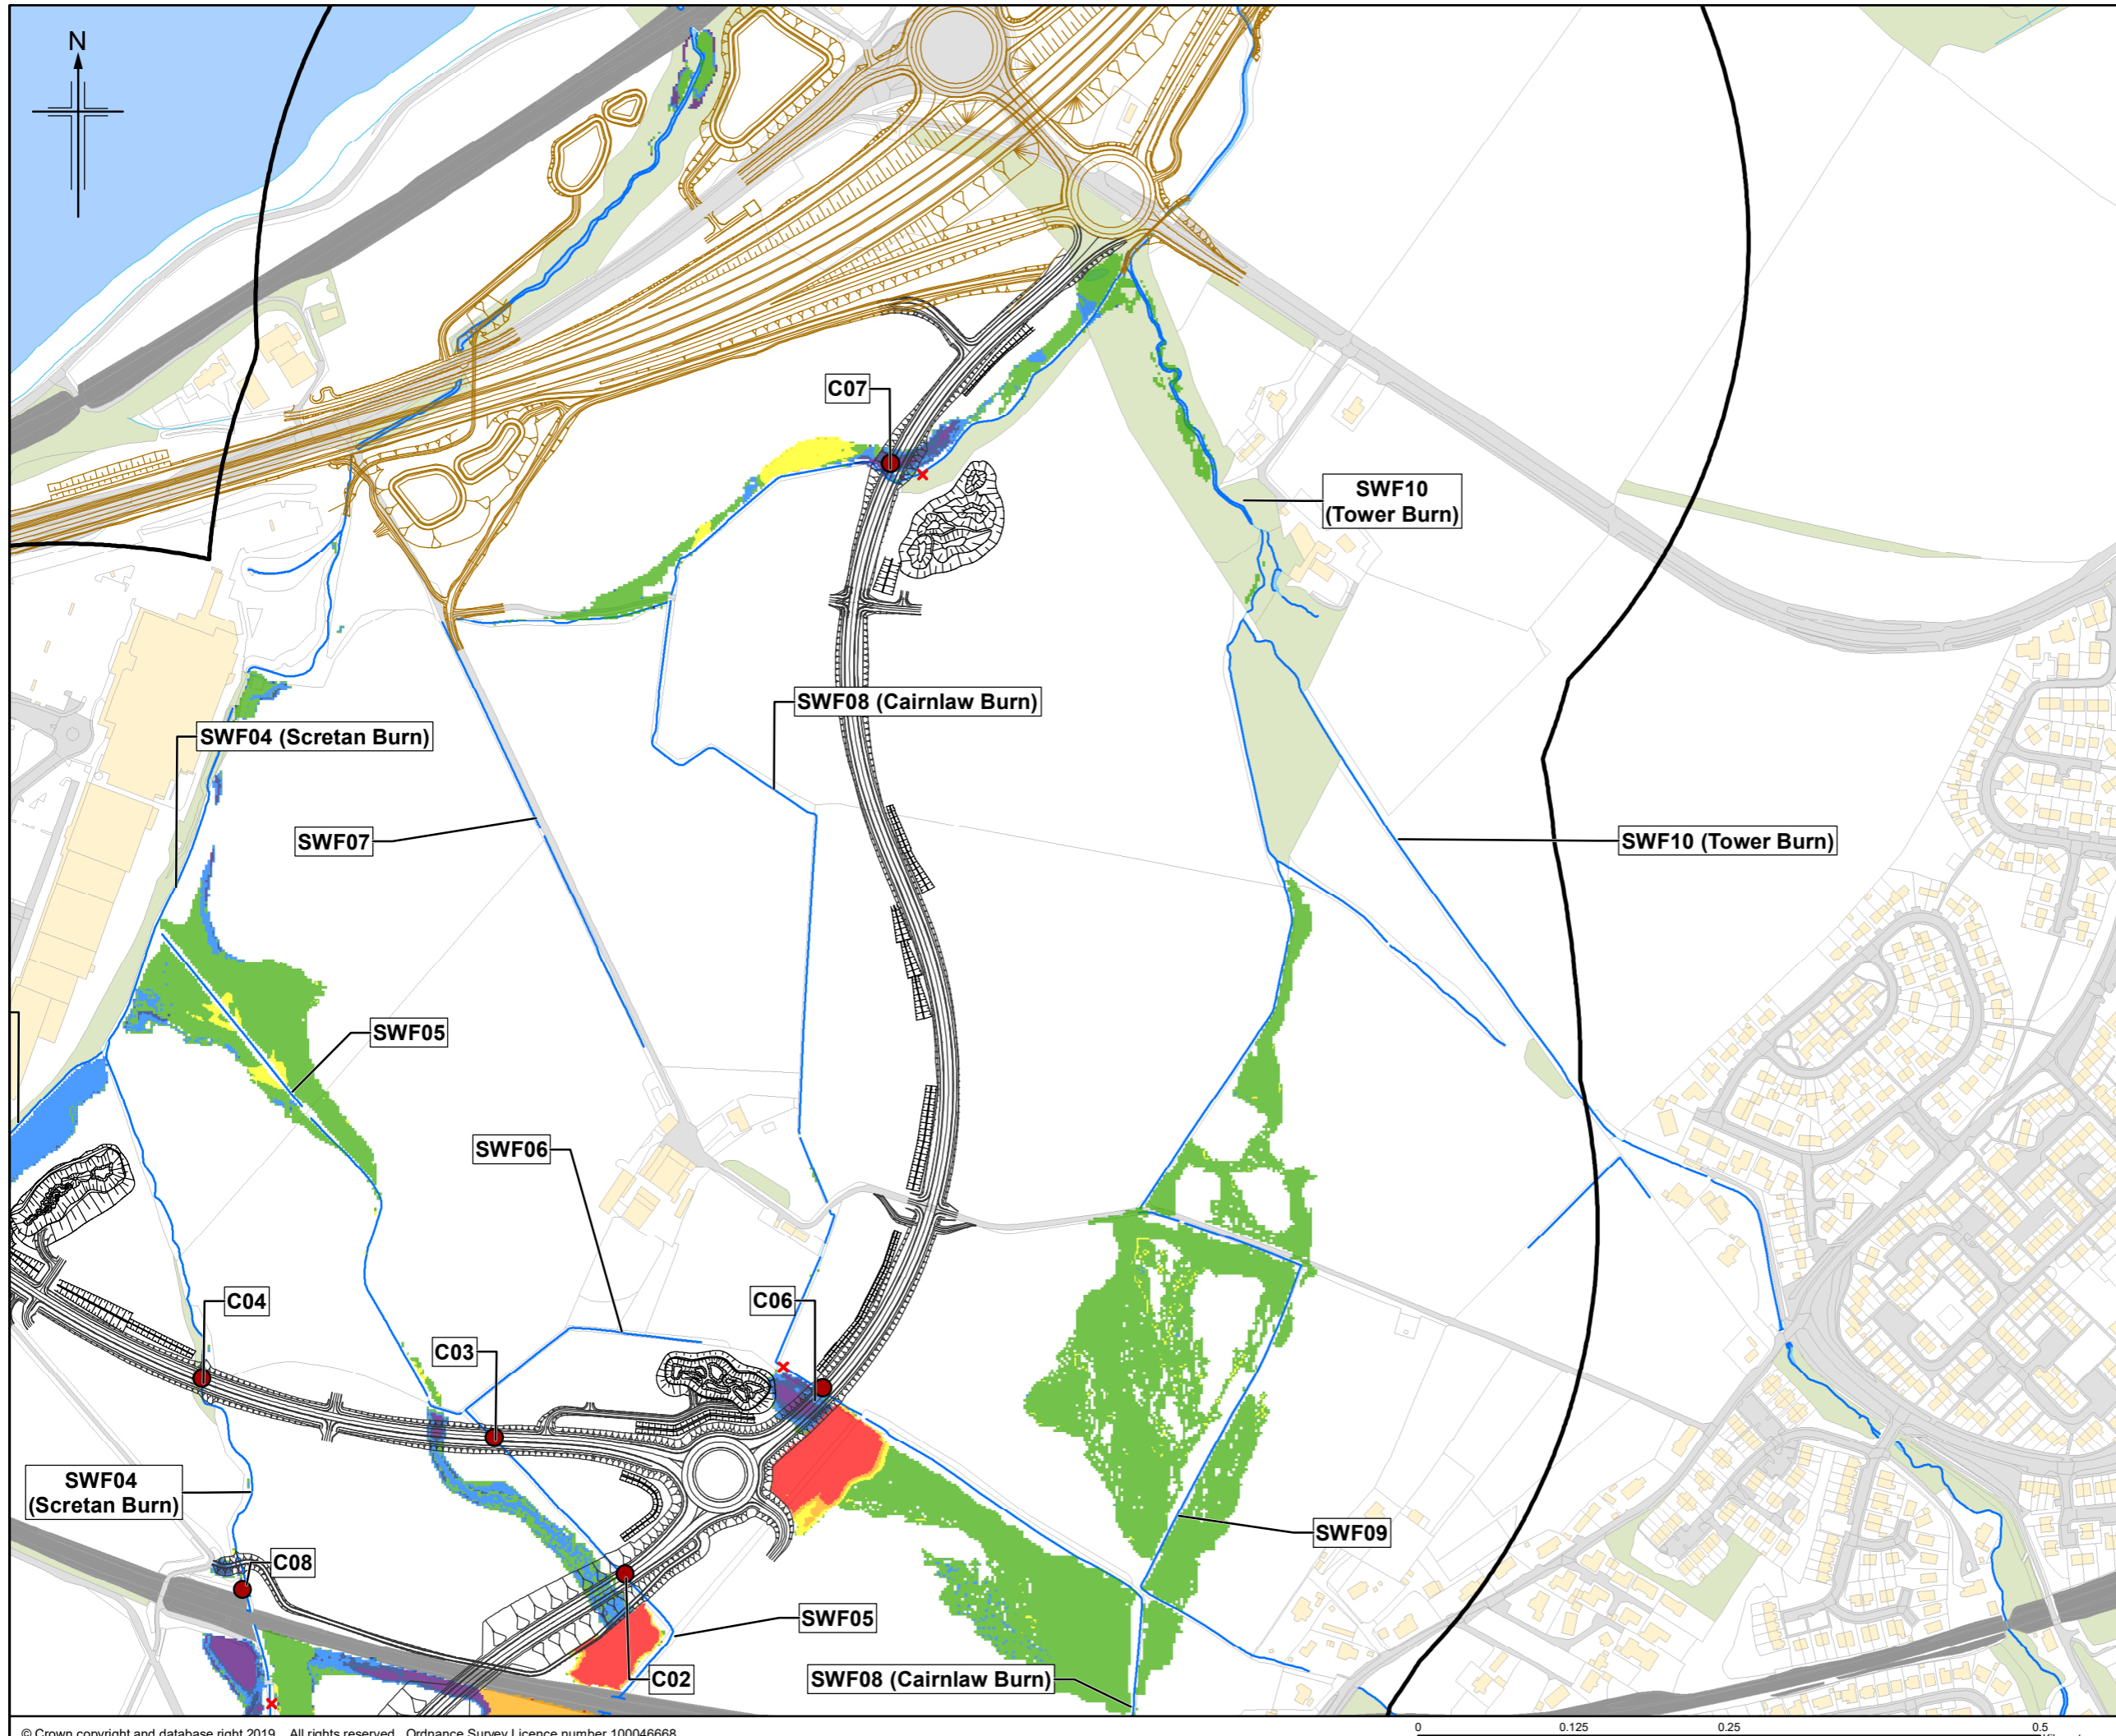 N
C07
SWF10
(Tower Burn)
SWF08 (Cairnlaw Burn)
SWF04 (Scretan Burn)
SWF07
SWF10 (Tower Burn)
SWF05
SWF06
C04
C06
C03
SWF04
(Scretan Burn)
SWF09
C08
SWF05
C02
SWF08 (Cairnlaw Burn)
© Crown copyright and database right 2019. All rights reserved. Ordnance Survey Licence number 100046668.
0 0.125 0.25 0.5